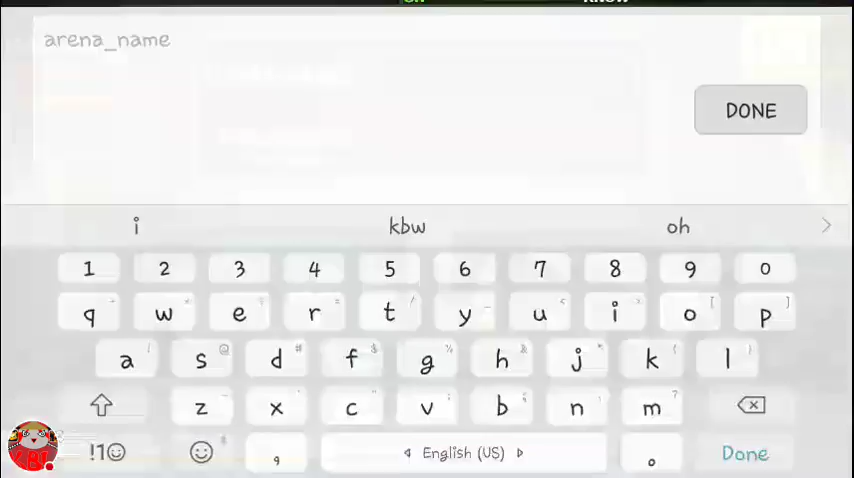 arena_name
DONE
i kbw oh
1 2 3 4 5 6 7 8 9 0
q w e r t y u i o p
a s d f g h j k l
z x c v b n m
!1☺ , English (US) . Done